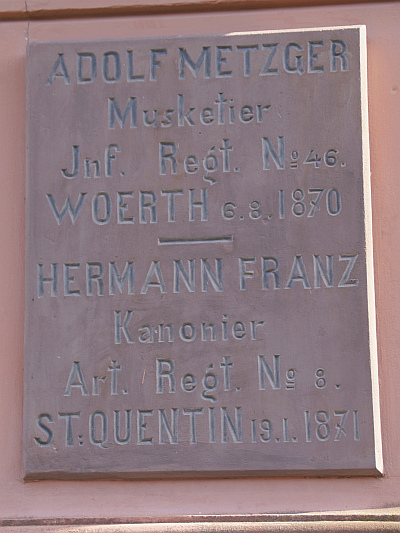 ADOLF METZGER
Musketier
Jnf. Regt. No 46.
WOERTH 6.8.1870
HERMANN FRANZ
Kanonier
Art. Regt. No 8.
ST: QUENTIN 19.1.1871